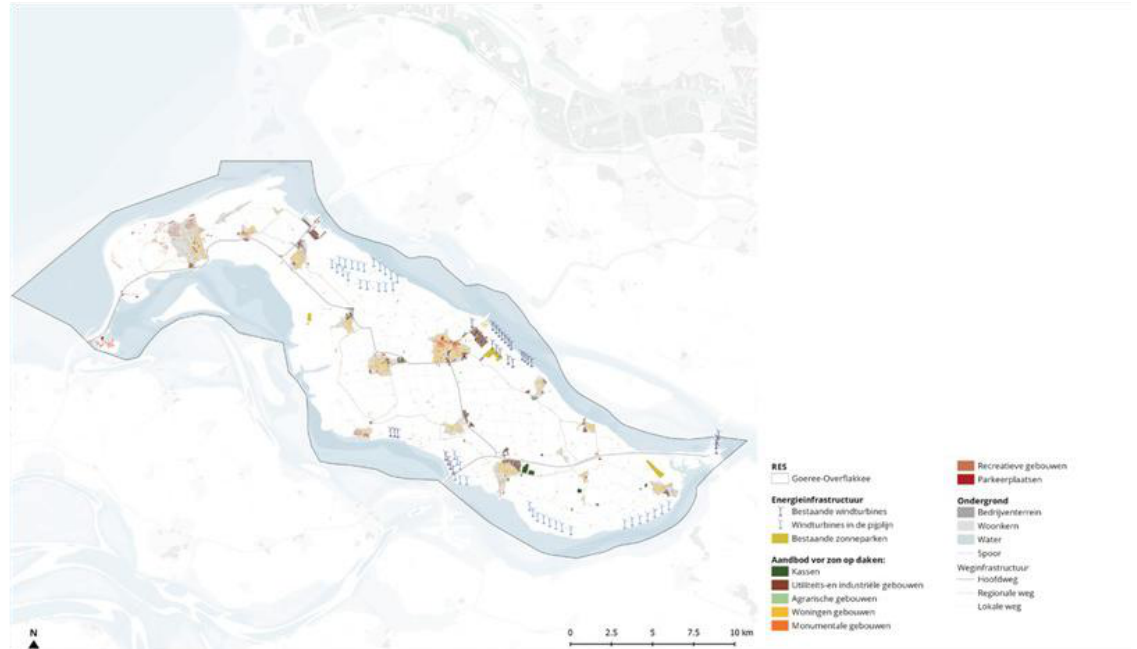 RES
Goeree-Overflakkee
Energieinfrastructuur
Bestaande windturbines
Windturbines in de pijplijn
Bestaande zonneparken
Aandbod vor zon op daken:
Kassen
Utiliteits-en industriële gebouwen
Agrarische gebouwen
Woningen gebouwen
Monumentale gebouwen
Recreatieve gebouwen
Parkeerplaatsen
Ondergrond
Bedrijventerrein
Woonkern
Water
Spoor
Weginfrastructuur
Hoofdweg
Regionale weg
Lokale weg
N
0 2.5 5 7.5 10 km